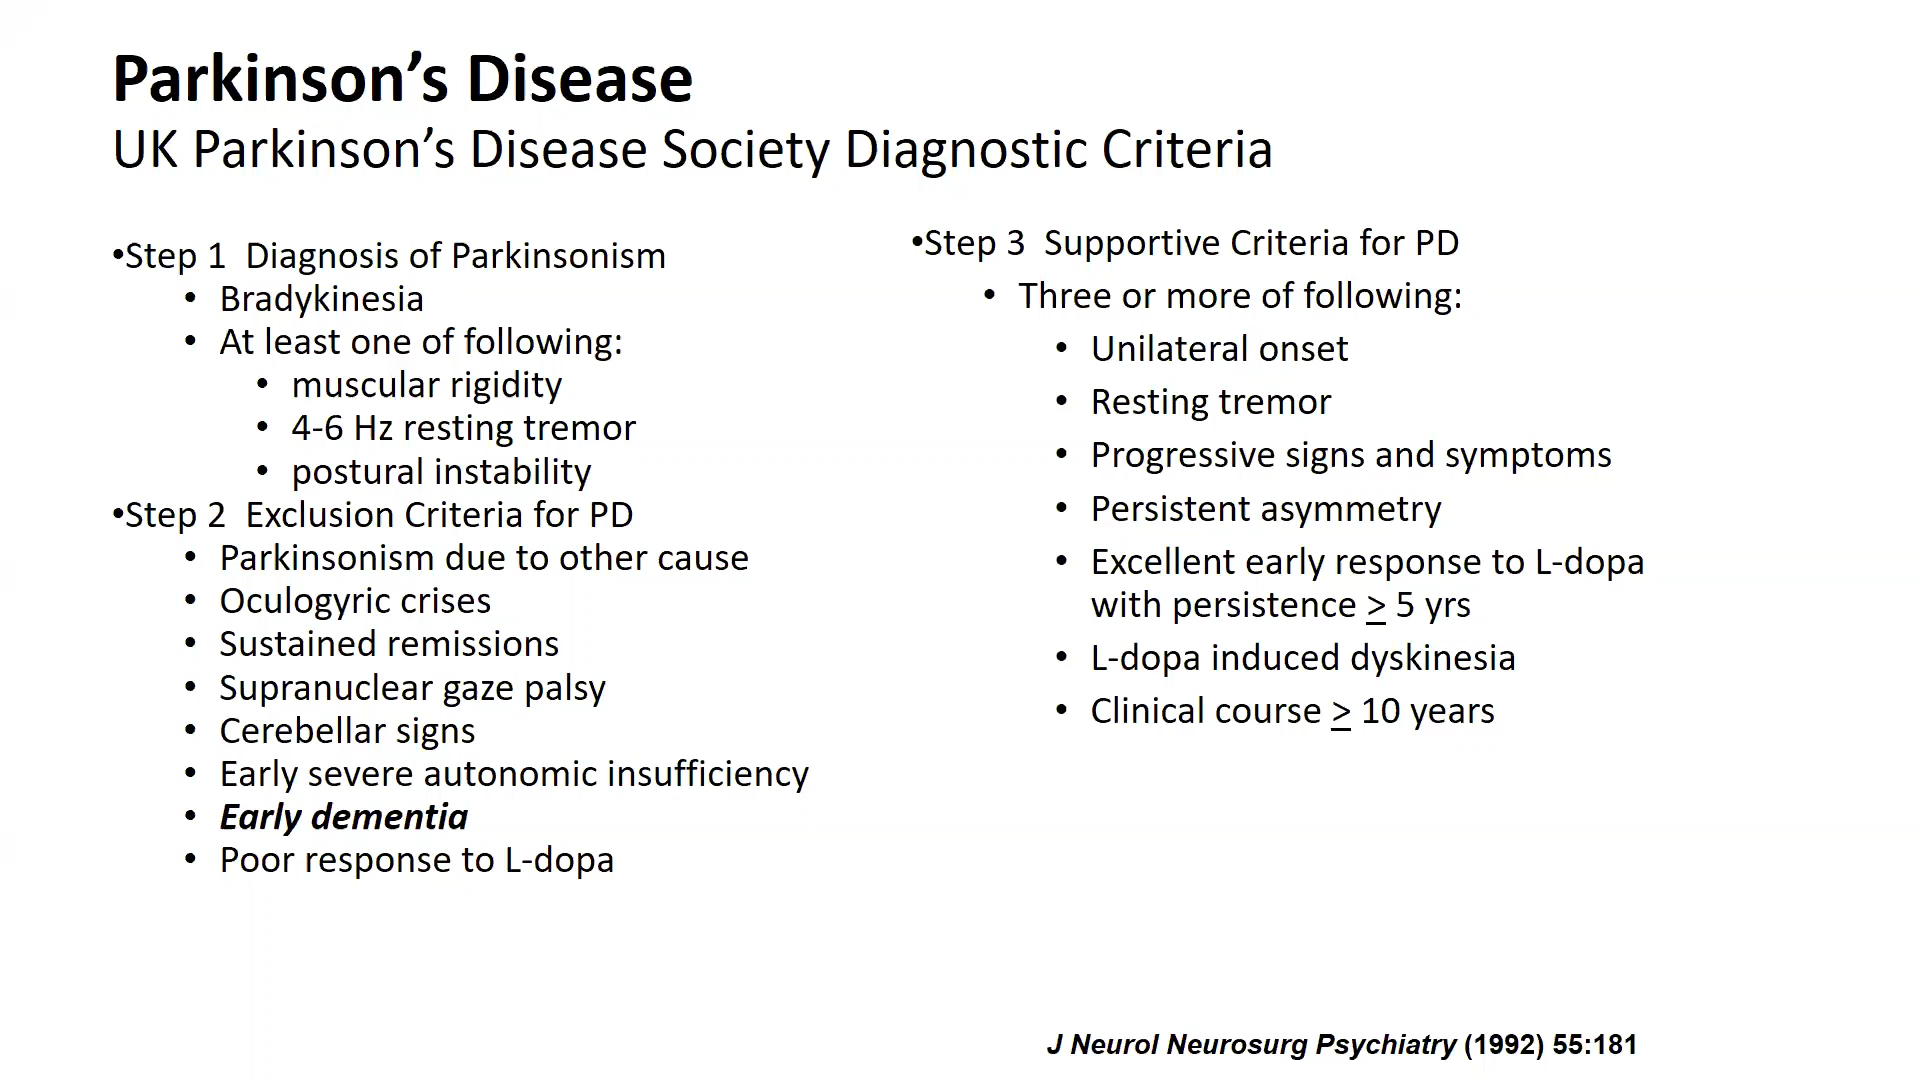 Parkinson’s Disease
UK Parkinson’s Disease Society Diagnostic Criteria
•Step 1  Diagnosis of Parkinsonism
• Bradykinesia
• At least one of following:
• muscular rigidity
• 4-6 Hz resting tremor
• postural instability
•Step 2  Exclusion Criteria for PD
• Parkinsonism due to other cause
• Oculogyric crises
• Sustained remissions
• Supranuclear gaze palsy
• Cerebellar signs
• Early severe autonomic insufficiency
• Early dementia
• Poor response to L-dopa
•Step 3  Supportive Criteria for PD
• Three or more of following:
• Unilateral onset
• Resting tremor
• Progressive signs and symptoms
• Persistent asymmetry
• Excellent early response to L-dopa
with persistence > 5 yrs
• L-dopa induced dyskinesia
• Clinical course > 10 years
J Neurol Neurosurg Psychiatry (1992) 55:181